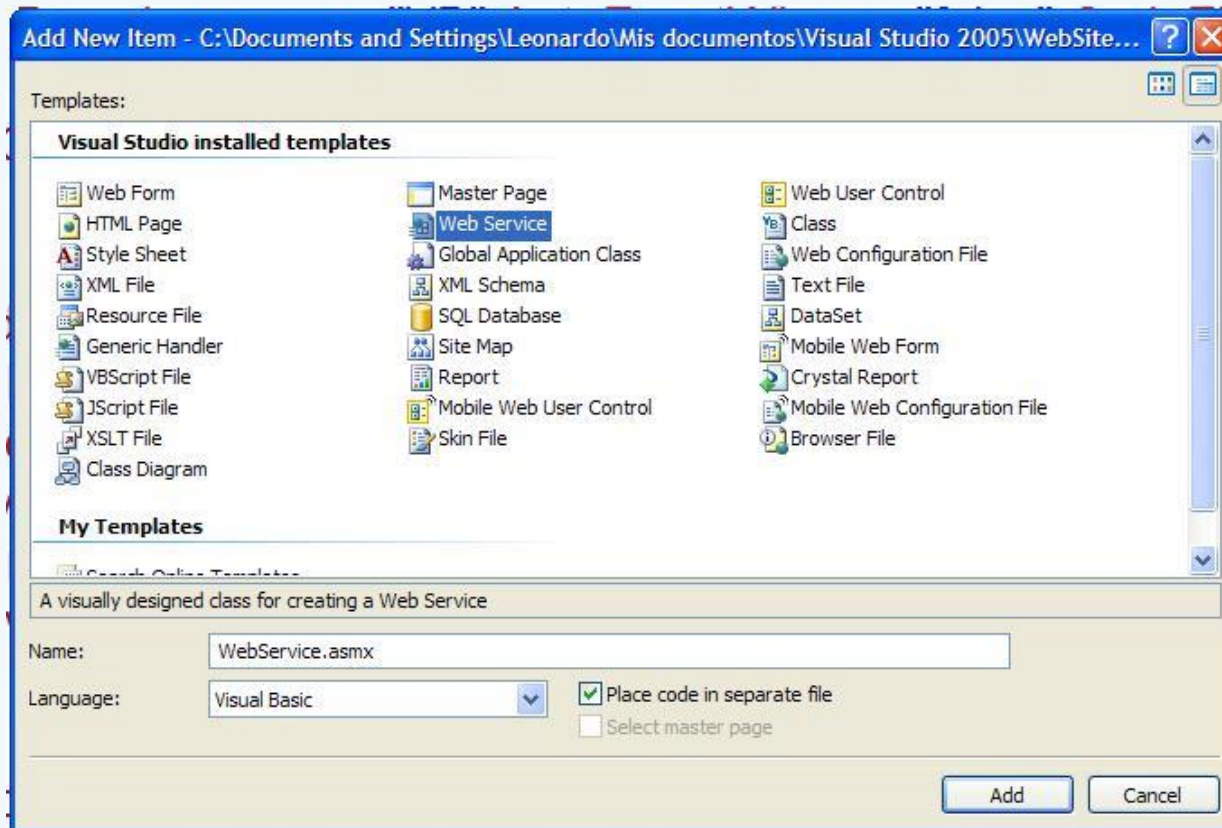 Add New Item - C:\Documents and Settings\Leonardo\Mis documentos\Visual Studio 2005\WebSite...
Templates:
Visual Studio installed templates
Web Form Master Page Web User Control
HTML Page Web Service Class
Style Sheet Global Application Class Web Configuration File
XML File XML Schema Text File
Resource File SQL Database DataSet
Generic Handler Site Map Mobile Web Form
VBScript File Report Crystal Report
JScript File Mobile Web User Control Mobile Web Configuration File
XSLT File Skin File Browser File
Class Diagram
My Templates
Search Online Templates
A visually designed class for creating a Web Service
Name: WebService.asmx
Language: Visual Basic Place code in separate file
Select master page
Add Cancel